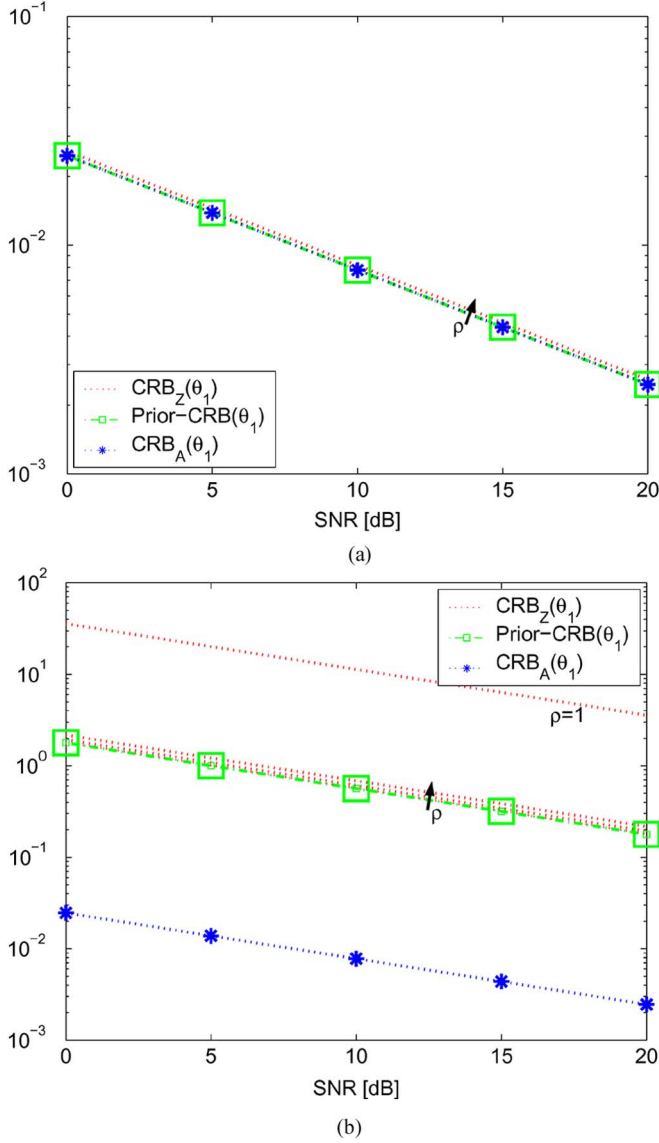 10^-1
10^-2
10^-3
ρ
CRB_Z(θ_1)
Prior−CRB(θ_1)
CRB_A(θ_1)
0 5 10 15 20
SNR [dB]
(a)
10^2
10^1
10^0
10^-1
10^-2
10^-3
CRB_Z(θ_1)
Prior−CRB(θ_1)
CRB_A(θ_1)
ρ=1
ρ
0 5 10 15 20
SNR [dB]
(b)